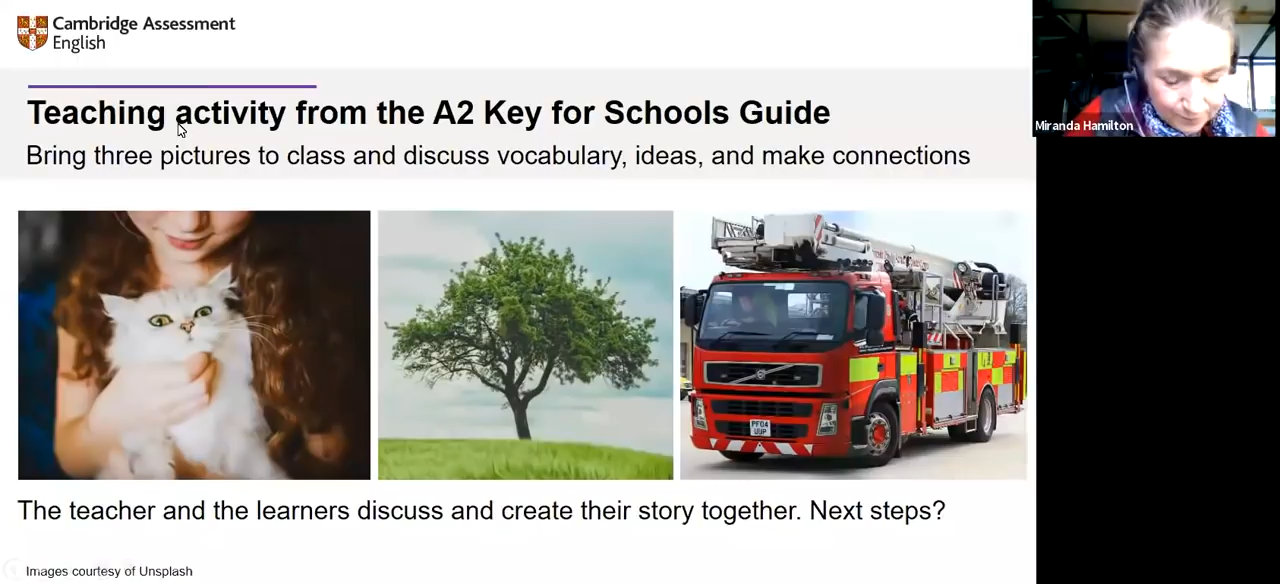 Cambridge Assessment
English
Teaching activity from the A2 Key for Schools Guide
Bring three pictures to class and discuss vocabulary, ideas, and make connections
Miranda Hamilton
PF04
UUP
The teacher and the learners discuss and create their story together. Next steps?
Images courtesy of Unsplash